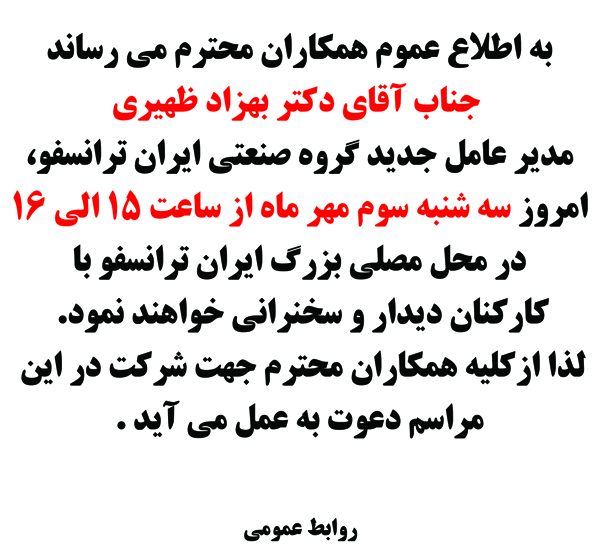 به اطلاع عموم همکاران محترم می رساند
جناب آقای دکتر بهزاد ظهیری
مدیر عامل جدید گروه صنعتی ایران ترانسفو،
امروز سه شنبه سوم مهر ماه از ساعت ۱۵ الی ۱۶
در محل مصلی بزرگ ایران ترانسفو با
کارکنان دیدار و سخنرانی خواهند نمود.
لذا ازکلیه همکاران محترم جهت شرکت در این
مراسم دعوت به عمل می آید .
روابط عمومی